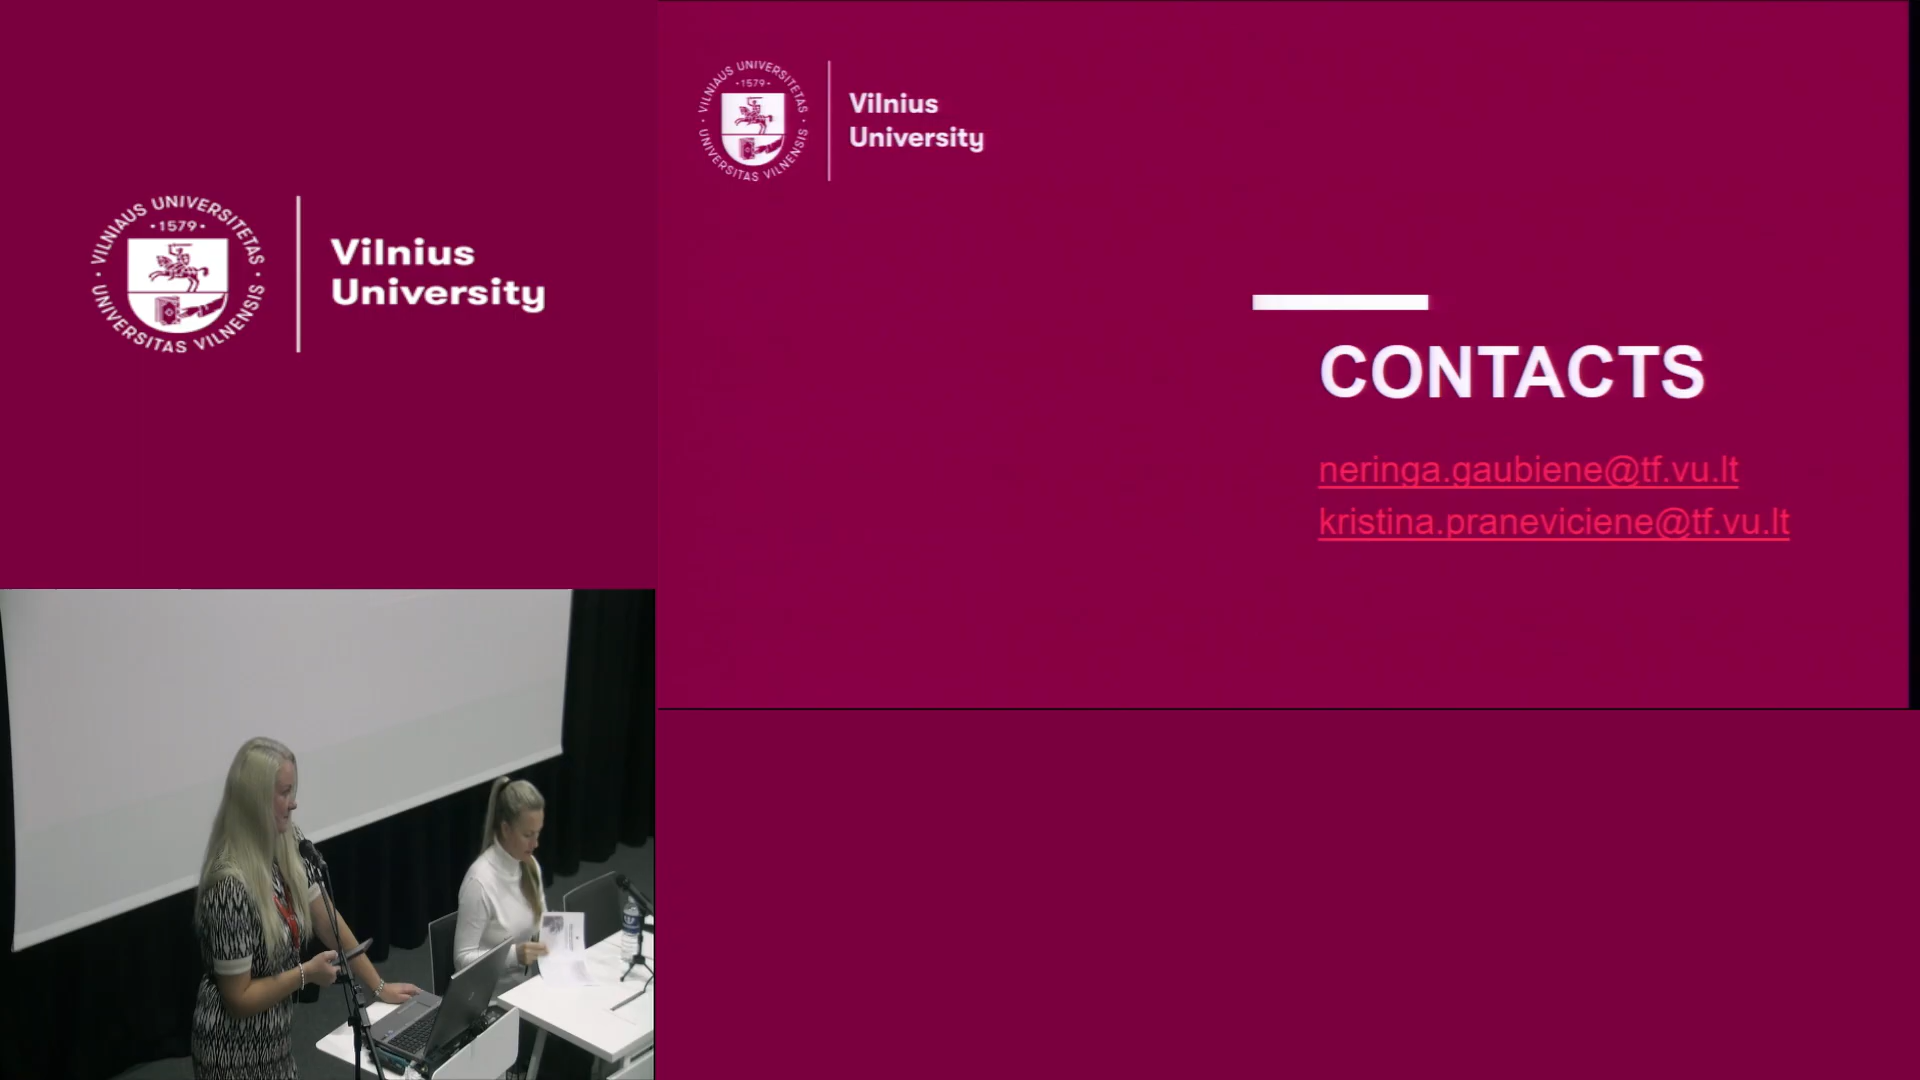 VILNIAUS UNIVERSITETAS
• 1579 •
UNIVERSITAS VILNENSIS
Vilnius
University
VILNIAUS UNIVERSITETAS
• 1579 •
UNIVERSITAS VILNENSIS
Vilnius
University
CONTACTS
neringa.gaubiene@tf.vu.lt
kristina.praneviciene@tf.vu.lt